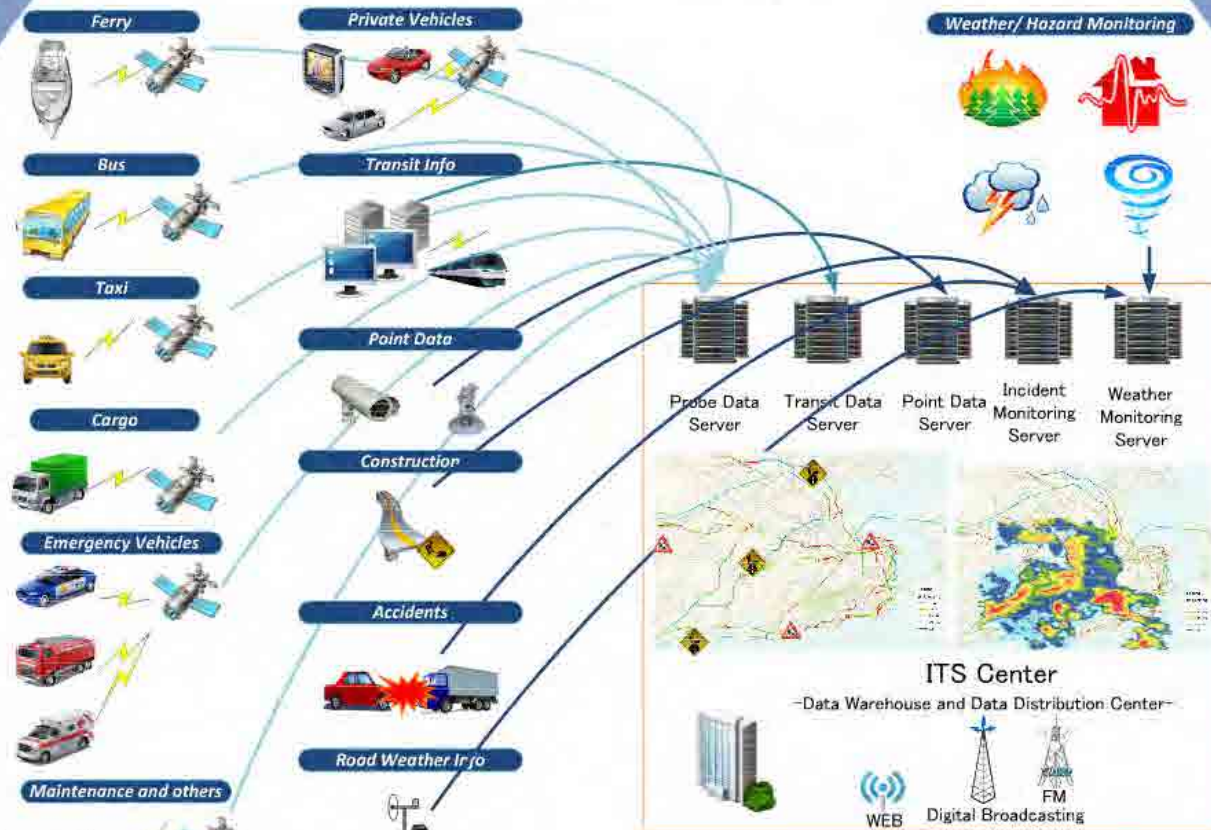 Ferry
Private Vehicles
Weather/ Hazard Monitoring
Bus
Transit Info
Taxi
Point Data
Cargo
Construction
Emergency Vehicles
Accidents
Road Weather Info
Maintenance and others
Probe Data
Server
Transit Data
Server
Point Data
Server
Incident
Monitoring
Server
Weather
Monitoring
Server
ITS Center
-Data Warehouse and Data Distribution Center-
WEB
Digital Broadcasting
FM